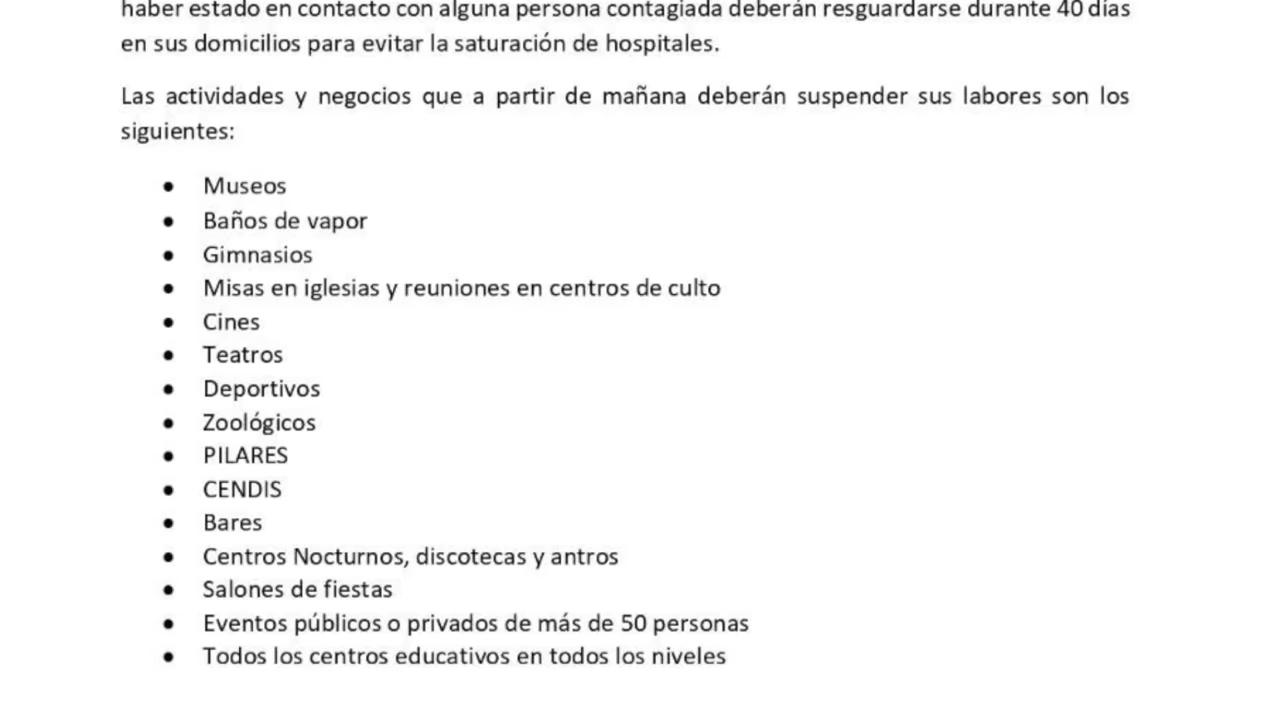 haber estado en contacto con alguna persona contagiada deberán resguardarse durante 40 días
en sus domicilios para evitar la saturación de hospitales.
Las actividades y negocios que a partir de mañana deberán suspender sus labores son los
siguientes:
• Museos
• Baños de vapor
• Gimnasios
• Misas en iglesias y reuniones en centros de culto
• Cines
• Teatros
• Deportivos
• Zoológicos
• PILARES
• CENDIS
• Bares
• Centros Nocturnos, discotecas y antros
• Salones de fiestas
• Eventos públicos o privados de más de 50 personas
• Todos los centros educativos en todos los niveles